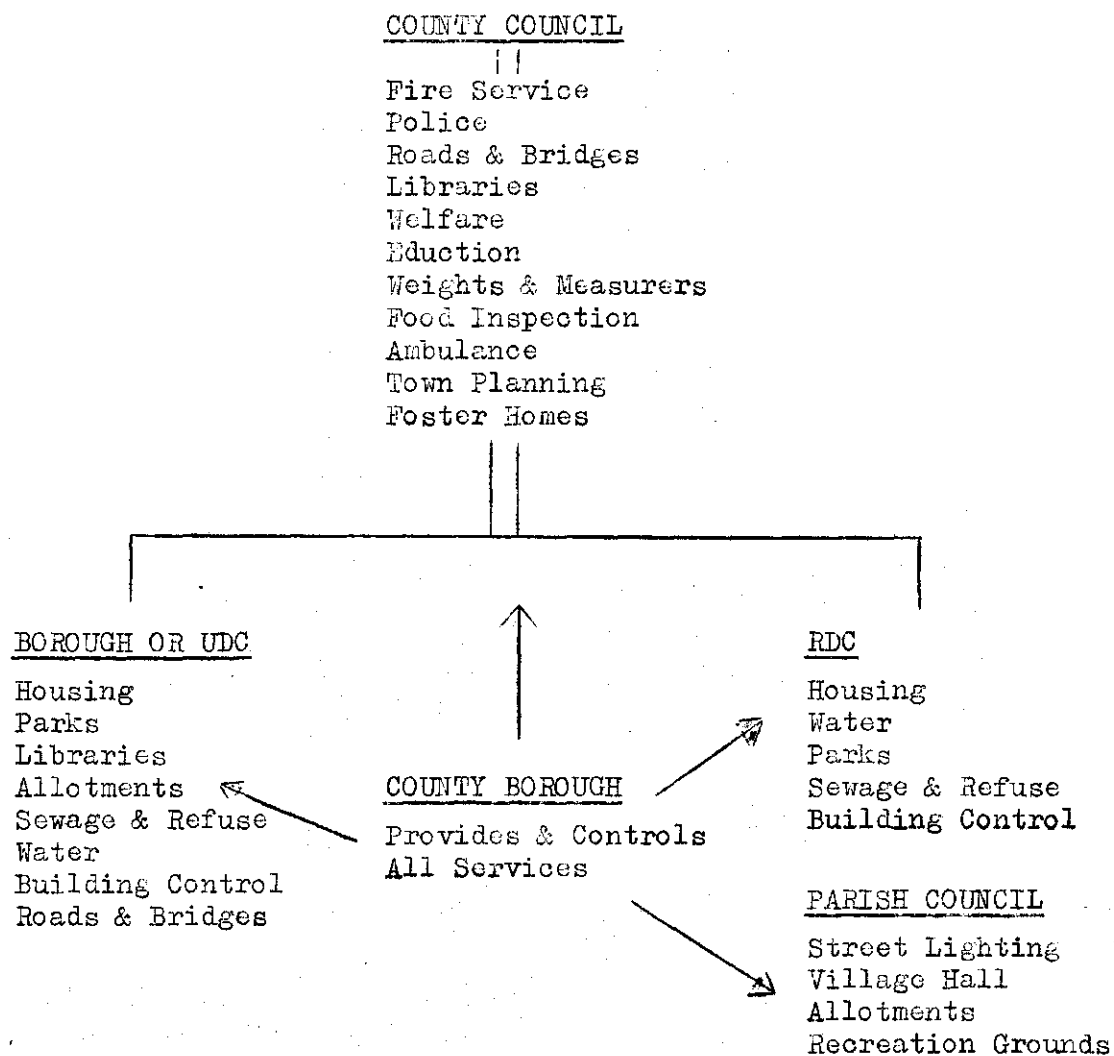 COUNTY COUNCIL
Fire Service
Police
Roads & Bridges
Libraries
Welfare
Eduction
Weights & Measurers
Food Inspection
Ambulance
Town Planning
Foster Homes
BOROUGH OR UDC
Housing
Parks
Libraries
Allotments
Sewage & Refuse
Water
Building Control
Roads & Bridges
COUNTY BOROUGH
Provides & Controls
All Services
RDC
Housing
Water
Parks
Sewage & Refuse
Building Control
PARISH COUNCIL
Street Lighting
Village Hall
Allotments
Recreation Grounds